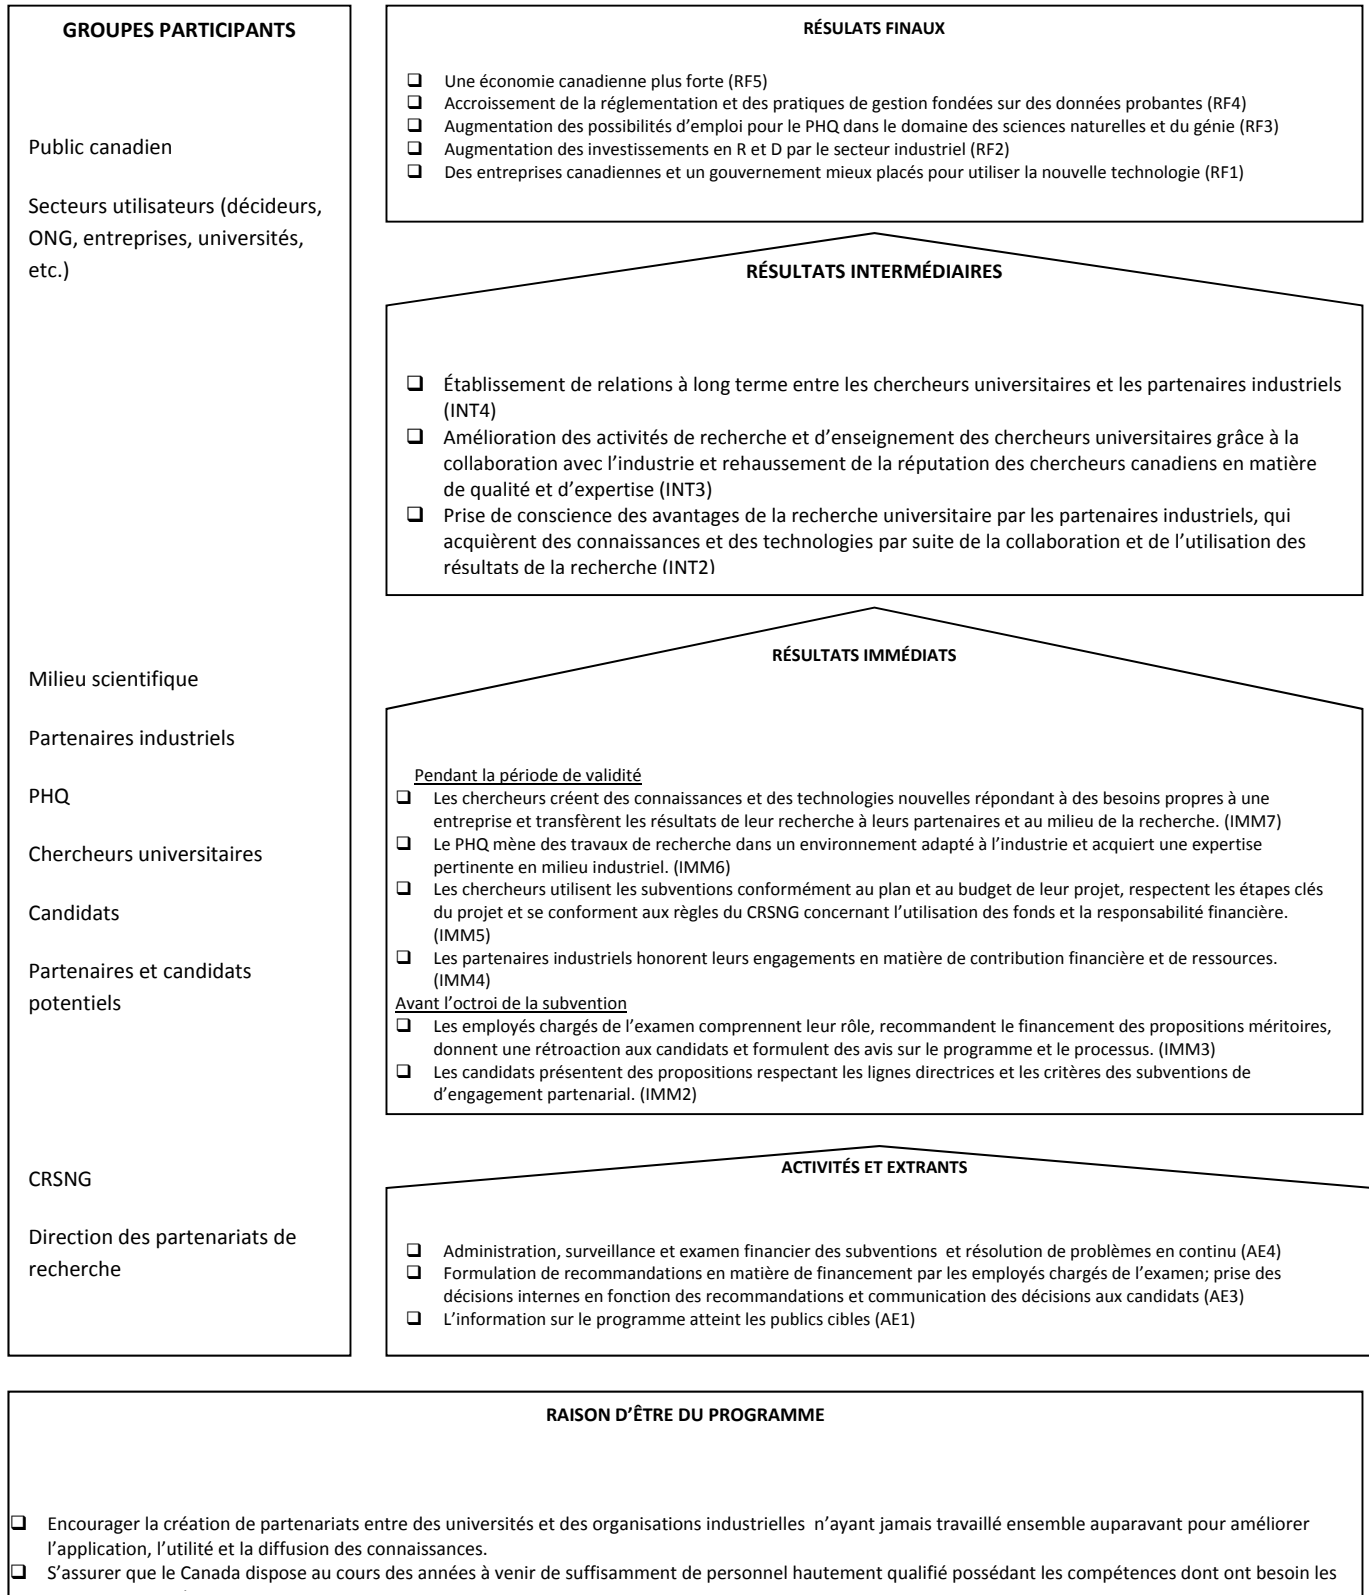 GROUPES PARTICIPANTS
Public canadien
Secteurs utilisateurs (décideurs,
ONG, entreprises, universités,
etc.)
Milieu scientifique
Partenaires industriels
PHQ
Chercheurs universitaires
Candidats
Partenaires et candidats
potentiels
CRSNG
Direction des partenariats de
recherche
RÉSULATS FINAUX
❑ Une économie canadienne plus forte (RF5)
❑ Accroissement de la réglementation et des pratiques de gestion fondées sur des données probantes (RF4)
❑ Augmentation des possibilités d’emploi pour le PHQ dans le domaine des sciences naturelles et du génie (RF3)
❑ Augmentation des investissements en R et D par le secteur industriel (RF2)
❑ Des entreprises canadiennes et un gouvernement mieux placés pour utiliser la nouvelle technologie (RF1)
RÉSULTATS INTERMÉDIAIRES
❑ Établissement de relations à long terme entre les chercheurs universitaires et les partenaires industriels
(INT4)
❑ Amélioration des activités de recherche et d’enseignement des chercheurs universitaires grâce à la
collaboration avec l’industrie et rehaussement de la réputation des chercheurs canadiens en matière
de qualité et d’expertise (INT3)
❑ Prise de conscience des avantages de la recherche universitaire par les partenaires industriels, qui
acquièrent des connaissances et des technologies par suite de la collaboration et de l’utilisation des
résultats de la recherche (INT2)
RÉSULTATS IMMÉDIATS
Pendant la période de validité
❑ Les chercheurs créent des connaissances et des technologies nouvelles répondant à des besoins propres à une
entreprise et transfèrent les résultats de leur recherche à leurs partenaires et au milieu de la recherche. (IMM7)
❑ Le PHQ mène des travaux de recherche dans un environnement adapté à l’industrie et acquiert une expertise
pertinente en milieu industriel. (IMM6)
❑ Les chercheurs utilisent les subventions conformément au plan et au budget de leur projet, respectent les étapes clés
du projet et se conforment aux règles du CRSNG concernant l’utilisation des fonds et la responsabilité financière.
(IMM5)
❑ Les partenaires industriels honorent leurs engagements en matière de contribution financière et de ressources.
(IMM4)
Avant l’octroi de la subvention
❑ Les employés chargés de l’examen comprennent leur rôle, recommandent le financement des propositions méritoires,
donnent une rétroaction aux candidats et formulent des avis sur le programme et le processus. (IMM3)
❑ Les candidats présentent des propositions respectant les lignes directrices et les critères des subventions de
d’engagement partenarial. (IMM2)
ACTIVITÉS ET EXTRANTS
❑ Administration, surveillance et examen financier des subventions et résolution de problèmes en continu (AE4)
❑ Formulation de recommandations en matière de financement par les employés chargés de l’examen; prise des
décisions internes en fonction des recommandations et communication des décisions aux candidats (AE3)
❑ L’information sur le programme atteint les publics cibles (AE1)
RAISON D’ÊTRE DU PROGRAMME
❑ Encourager la création de partenariats entre des universités et des organisations industrielles n’ayant jamais travaillé ensemble auparavant pour améliorer
l’application, l’utilité et la diffusion des connaissances.
❑ S’assurer que le Canada dispose au cours des années à venir de suffisamment de personnel hautement qualifié possédant les compétences dont ont besoin les